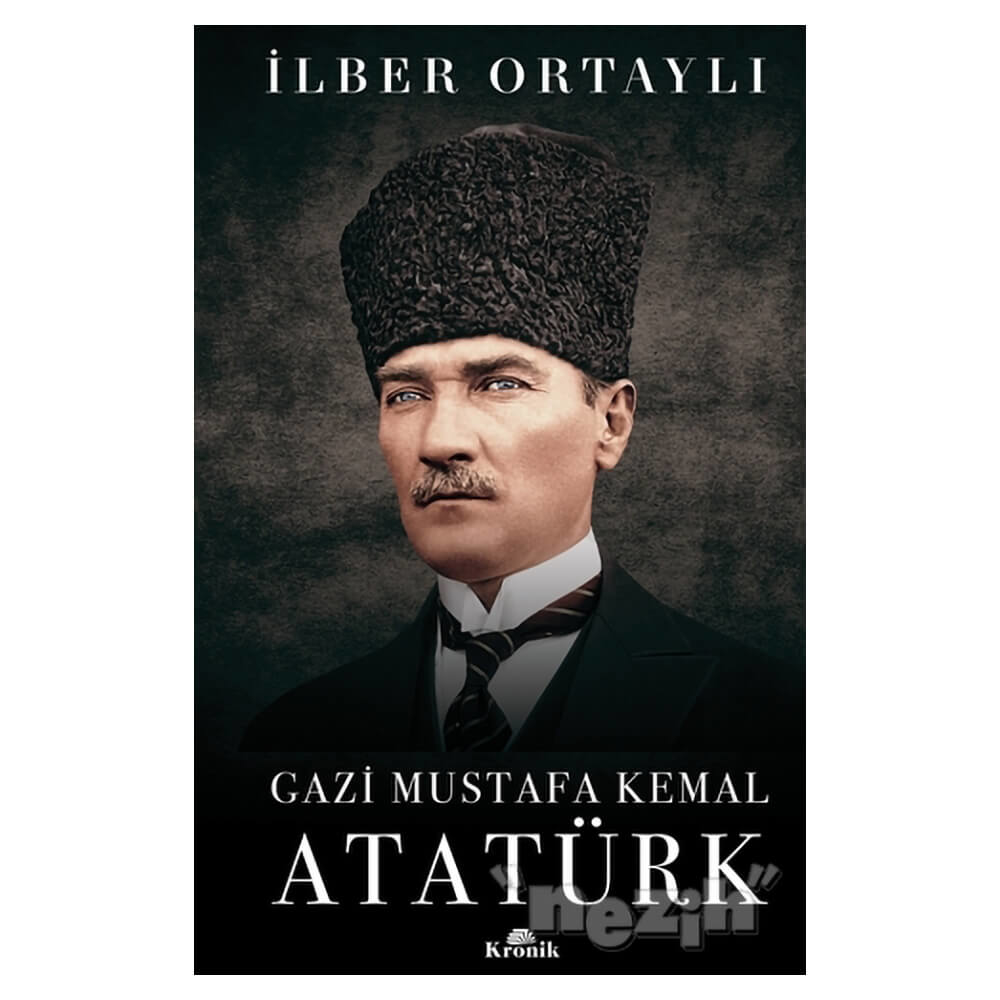 İLBER ORTAYLI
GAZİ MUSTAFA KEMAL
ATATÜRK
"nezih"
Kronik